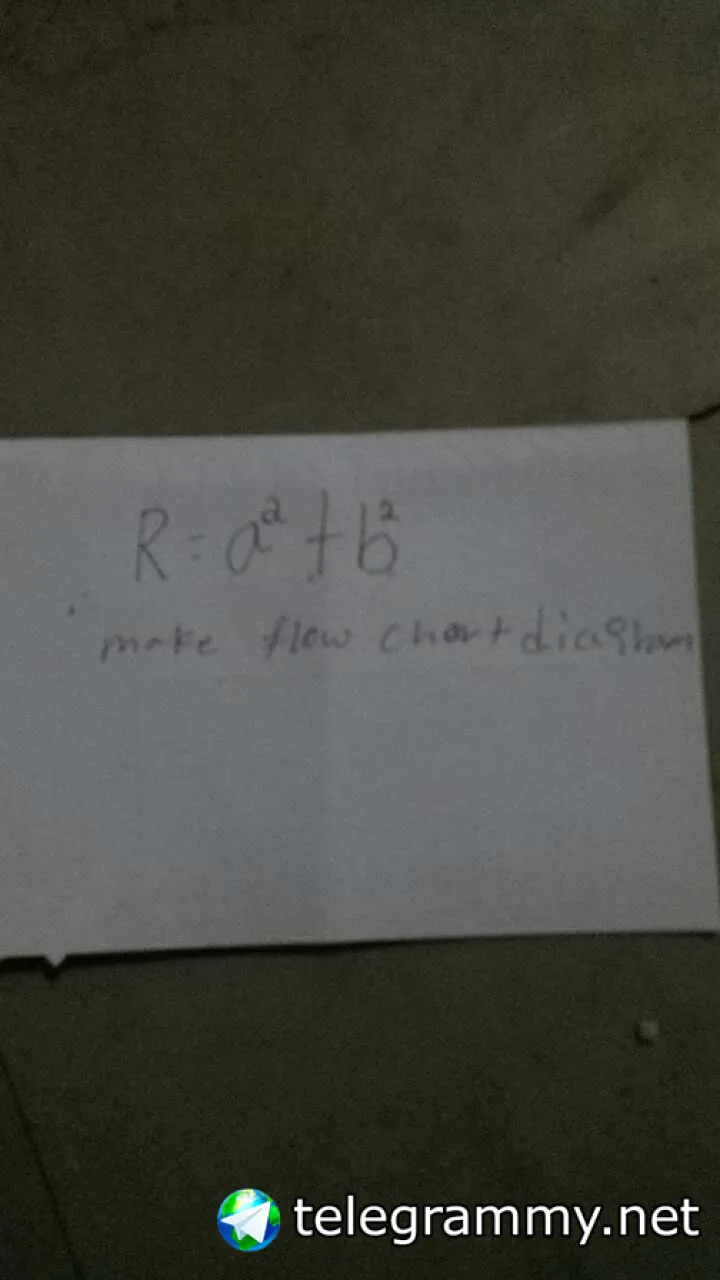 R = a² + b²
make flow chart diagram
telegrammy.net